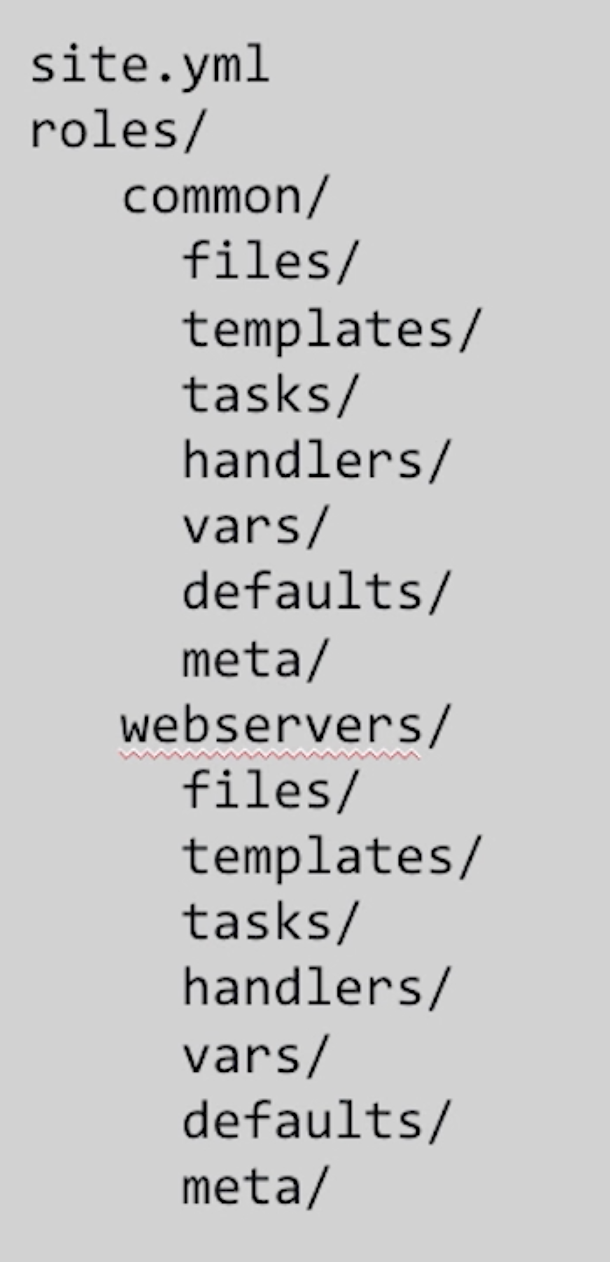 site.yml
roles/
common/
files/
templates/
tasks/
handlers/
vars/
defaults/
meta/
webservers/
files/
templates/
tasks/
handlers/
vars/
defaults/
meta/